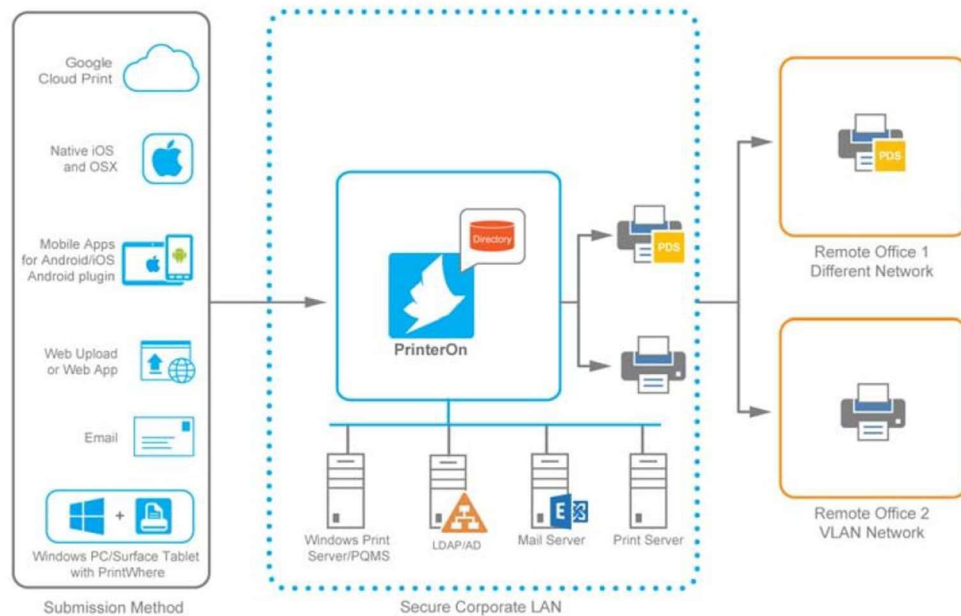 Google
Cloud Print
Native iOS
and OSX
Mobile Apps
for Android/iOS
Android plugin
Web Upload
or Web App
Email
+
Windows PC/Surface Tablet
with PrintWhere
Submission Method
Directory
PrinterOn
PDS
Windows Print
Server/PQMS
LDAP/AD
E
Mail Server
Print Server
Secure Corporate LAN
PDS
Remote Office 1
Different Network
Remote Office 2
VLAN Network